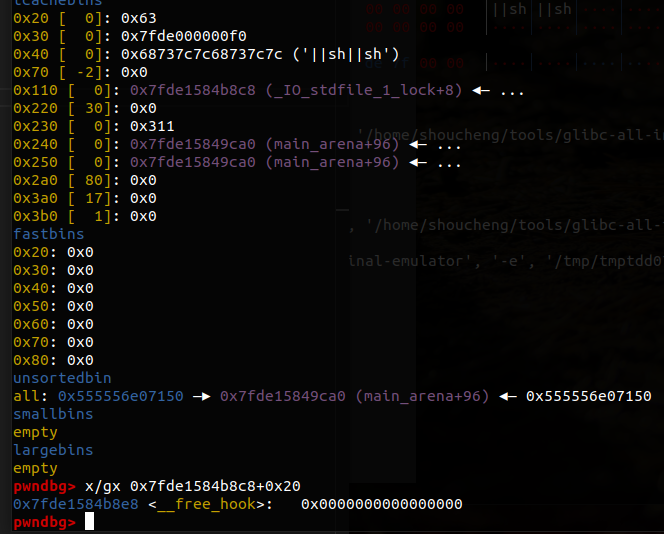 tcachebins
0x20 [  0]: 0x63
0x30 [  0]: 0x7fde000000f0
0x40 [  0]: 0x68737c7c68737c7c ('||sh||sh')
0x70 [ -2]: 0x0
0x110 [  0]: 0x7fde1584b8c8 (_IO_stdfile_1_lock+8) ◂— ...
0x220 [ 30]: 0x0
0x230 [  0]: 0x311
0x240 [  0]: 0x7fde15849ca0 (main_arena+96) ◂— ...
0x250 [  0]: 0x7fde15849ca0 (main_arena+96) ◂— ...
0x2a0 [ 80]: 0x0
0x3a0 [ 17]: 0x0
0x3b0 [  1]: 0x0
fastbins
0x20: 0x0
0x30: 0x0
0x40: 0x0
0x50: 0x0
0x60: 0x0
0x70: 0x0
0x80: 0x0
unsortedbin
all: 0x555556e07150 —▸ 0x7fde15849ca0 (main_arena+96) ◂— 0x555556e07150
smallbins
empty
largebins
empty
pwndbg> x/gx 0x7fde1584b8c8+0x20
0x7fde1584b8e8 <__free_hook>:   0x0000000000000000
pwndbg>
00 00 00 00 |||sh|||sh
'/home/shoucheng/tools/glibc-all-in
, '/home/shoucheng/tools/glibc-all-
inal-emulator', '-e', '/tmp/tmptdd0